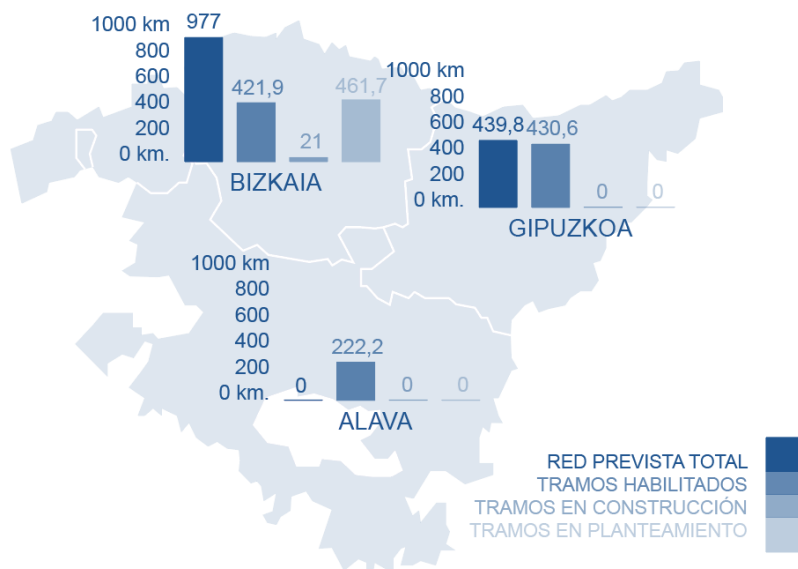 1000 km
800
600
400
200
0 km.
977
421,9
21
461,7
BIZKAIA
1000 km
800
600
400
200
0 km.
439,8
430,6
0
0
GIPUZKOA
1000 km
800
600
400
200
0 km.
0
222,2
0
0
ALAVA
RED PREVISTA TOTAL
TRAMOS HABILITADOS
TRAMOS EN CONSTRUCCIÓN
TRAMOS EN PLANTEAMIENTO